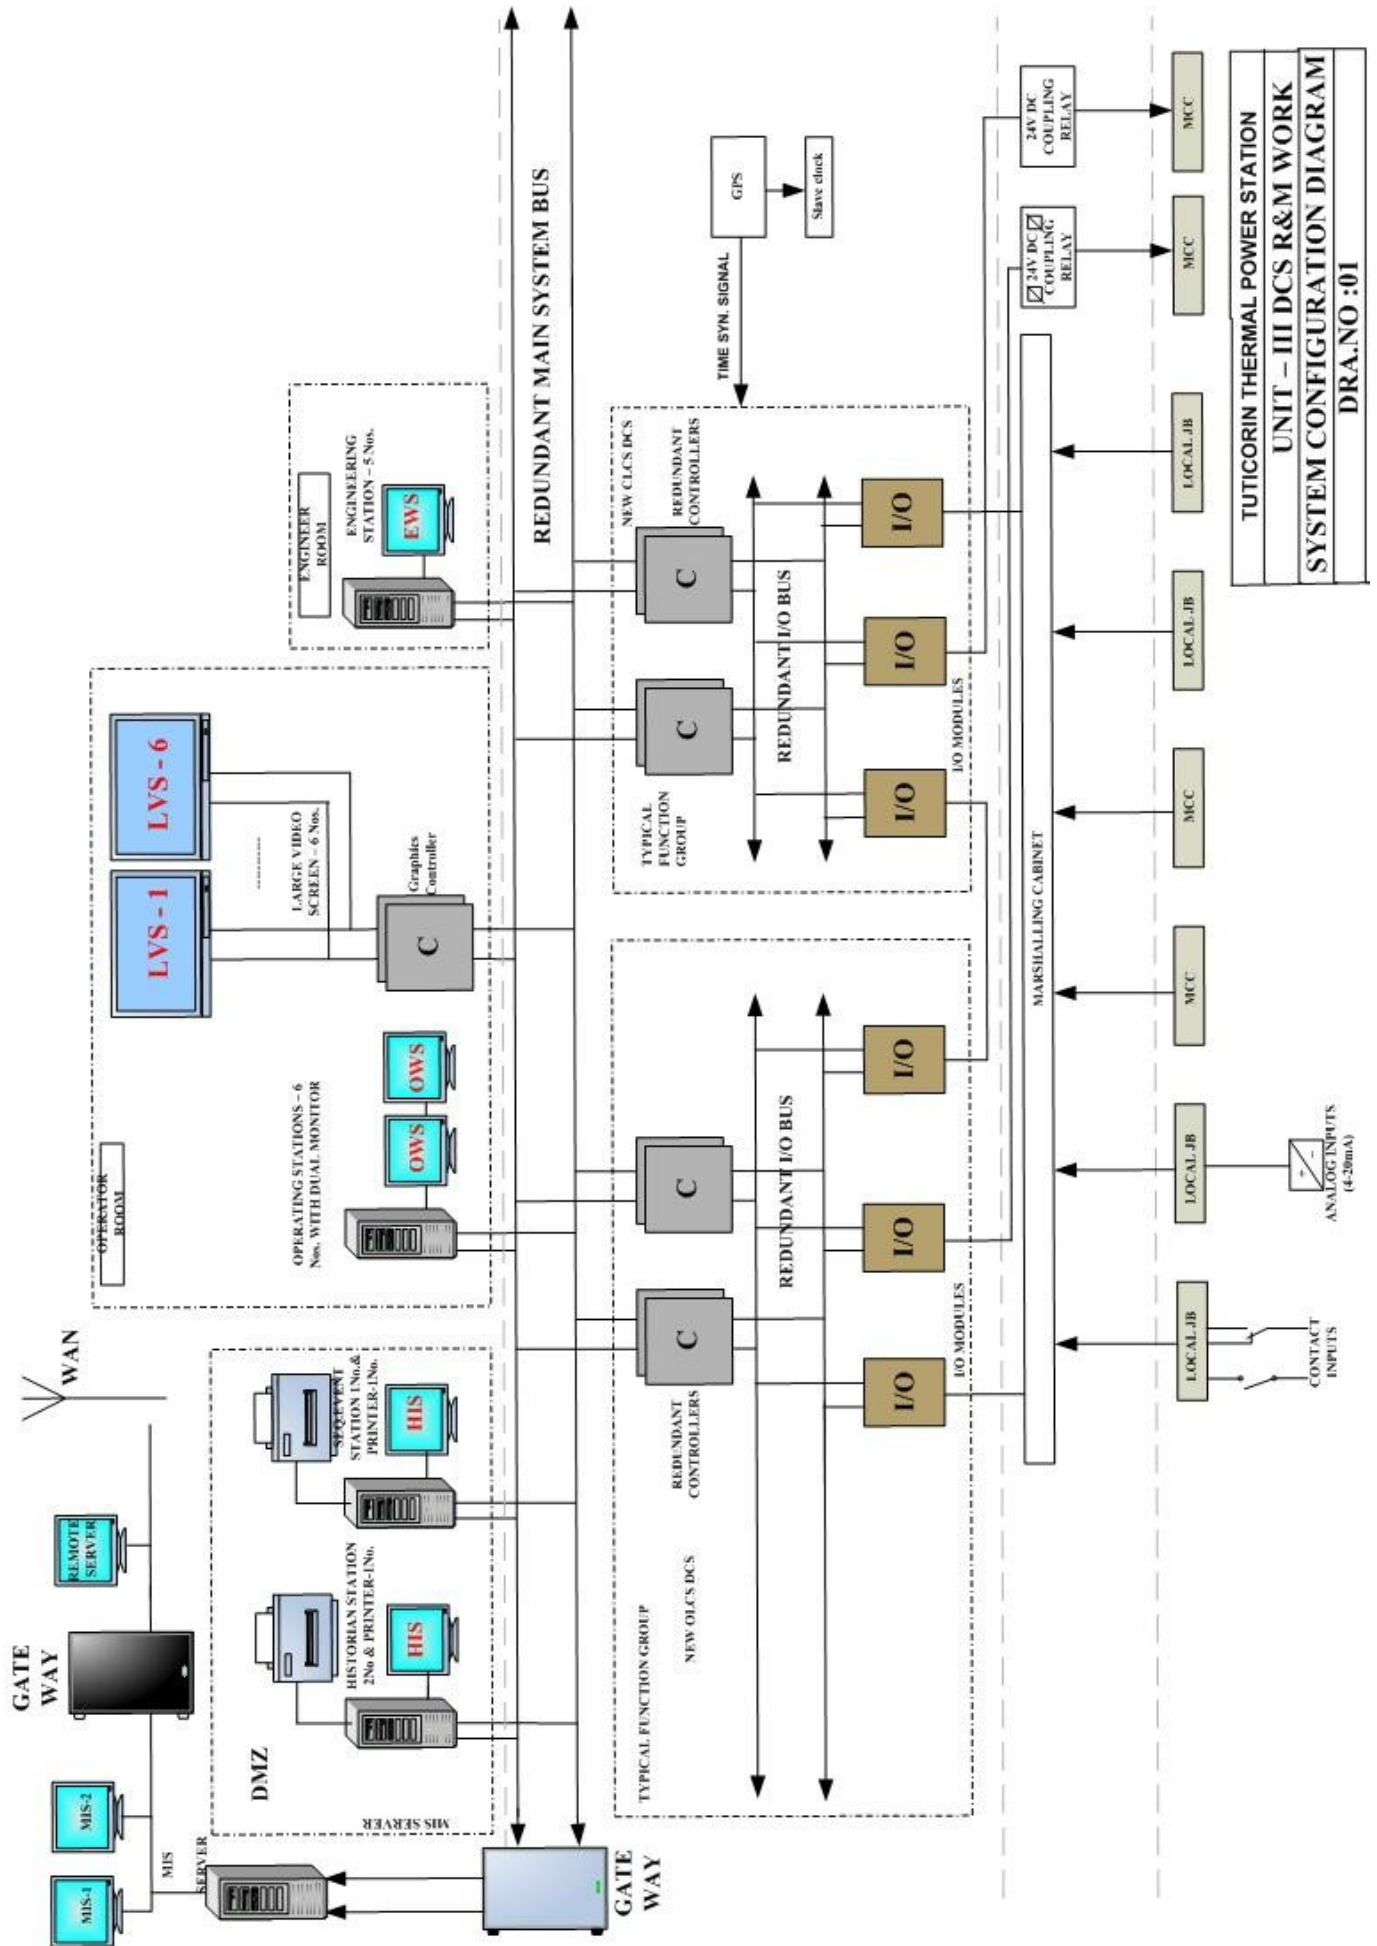 WAN
GATE
WAY
REMOTE
SERVER
MIS-1
MIS-2
MIS
SERVER
MIS SERVER
DMZ
HISTORIAN STATION
2No & PRINTER-1No.
HIS
SEQ.EVENT
STATION 1No.&
PRINTER-1No.
HIS
OPERATOR
ROOM
OPERATING STATIONS – 6
Nos. WITH DUAL MONITOR
OWS
OWS
LVS - 1
LVS - 6
----------
LARGE VIDEO
SCREEN – 6 Nos.
C
Graphics
Controller
ENGINEER
ROOM
ENGINEERING
STATION – 5 Nos.
EWS
GATE
WAY
REDUNDANT MAIN SYSTEM BUS
TYPICAL FUNCTION GROUP
NEW OLCS DCS
REDUNDANT
CONTROLLERS
C
C
REDUNDANT I/O BUS
I/O
I/O
I/O
I/O MODULES
NEW CLCS DCS
TYPICAL
FUNCTION
GROUP
C
C
REDUNDANT
CONTROLLERS
REDUNDANT I/O BUS
I/O
I/O
I/O
I/O MODULES
TIME SYN. SIGNAL
GPS
Slave clock
MARSHALLING CABINET
24V DC
COUPLING
RELAY
24V DC
COUPLING
RELAY
LOCAL JB
LOCAL JB
MCC
MCC
LOCAL JB
LOCAL JB
MCC
MCC
CONTACT
INPUTS
+
-
ANALOG INPUTS
(4-20mA)
TUTICORIN THERMAL POWER STATION
UNIT – III DCS R&M WORK
SYSTEM CONFIGURATION DIAGRAM
DRA.NO :01